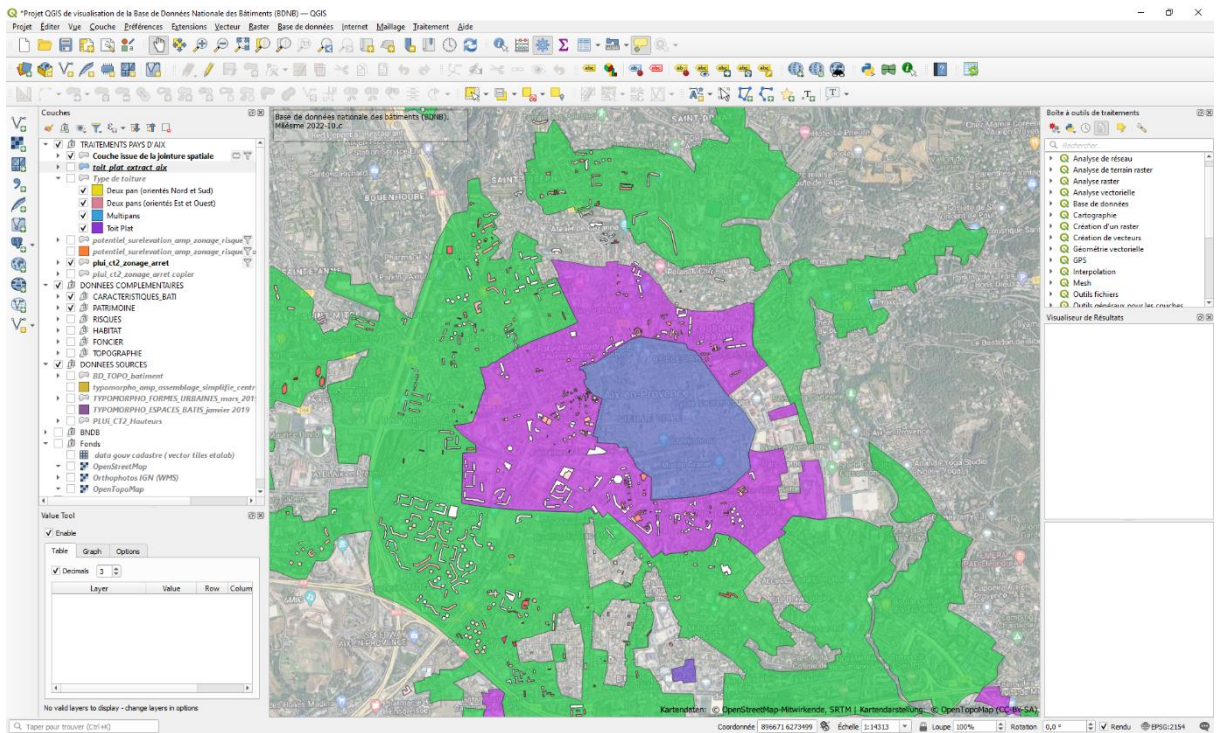 *Projet QGIS de visualisation de la Base de Données Nationale des Bâtiments (BDNB) — QGIS
Projet Éditer Vue Couche Préférences Extensions Vecteur Raster Base de données Internet Maillage Traitement Aide
Couches
TRAITEMENTS PAYS D'AIX
Couche issue de la jointure spatiale
toit_plat_extract_aix
Type de toiture
Deux pan (orientés Nord et Sud)
Deux pans (orientés Est et Ouest)
Multipans
Toit Plat
potentiel_surelevation_amp_zonage_risque
potentiel_surelevation_amp_zonage_risque
plui_ct2_zonage_arret
plui_ct2_zonage_arret copier
DONNEES COMPLEMENTAIRES
CARACTERISTIQUES_BATI
PATRIMOINE
RISQUES
HABITAT
FONCIER
TOPOGRAPHIE
DONNEES SOURCES
BD_TOPO_batiment
typomorpho_amp_assemblage_simplifie_centr
TYPOMORPHO_FORMES_URBAINES_mars_201
TYPOMORPHO_ESPACES_BATIS_janvier 2019
PLUI_CT2_Hauteurs
BNDB
Fonds
data gouv cadastre ( vector tiles etalab)
OpenStreetMap
Orthophotos IGN (WMS)
OpenTopoMap
Value Tool
Enable
Table Graph Options
Decimals 3
Layer Value Row Colum
No valid layers to display - change layers in options
Base de données nationale des bâtiments (BDNB)
Millésime 2022-10.c
BOUENHOURE
Kartendaten: © OpenStreetMap-Mitwirkende, SRTM | Kartendarstellung: © OpenTopoMap (CC-BY-SA)
Boîte à outils de traitements
Rechercher...
Analyse de réseau
Analyse de terrain raster
Analyse raster
Analyse vectorielle
Base de données
Cartographie
Création d'un raster
Création de vecteurs
Géométrie vectorielle
GPS
Interpolation
Mesh
Outils fichiers
Outils généraux pour les couches
Visualiseur de Résultats
Taper pour trouver (Ctrl+K)
Coordonnée 896671 6273499 Échelle 1:14313 Loupe 100% Rotation 0,0 ° Rendu EPSG:2154